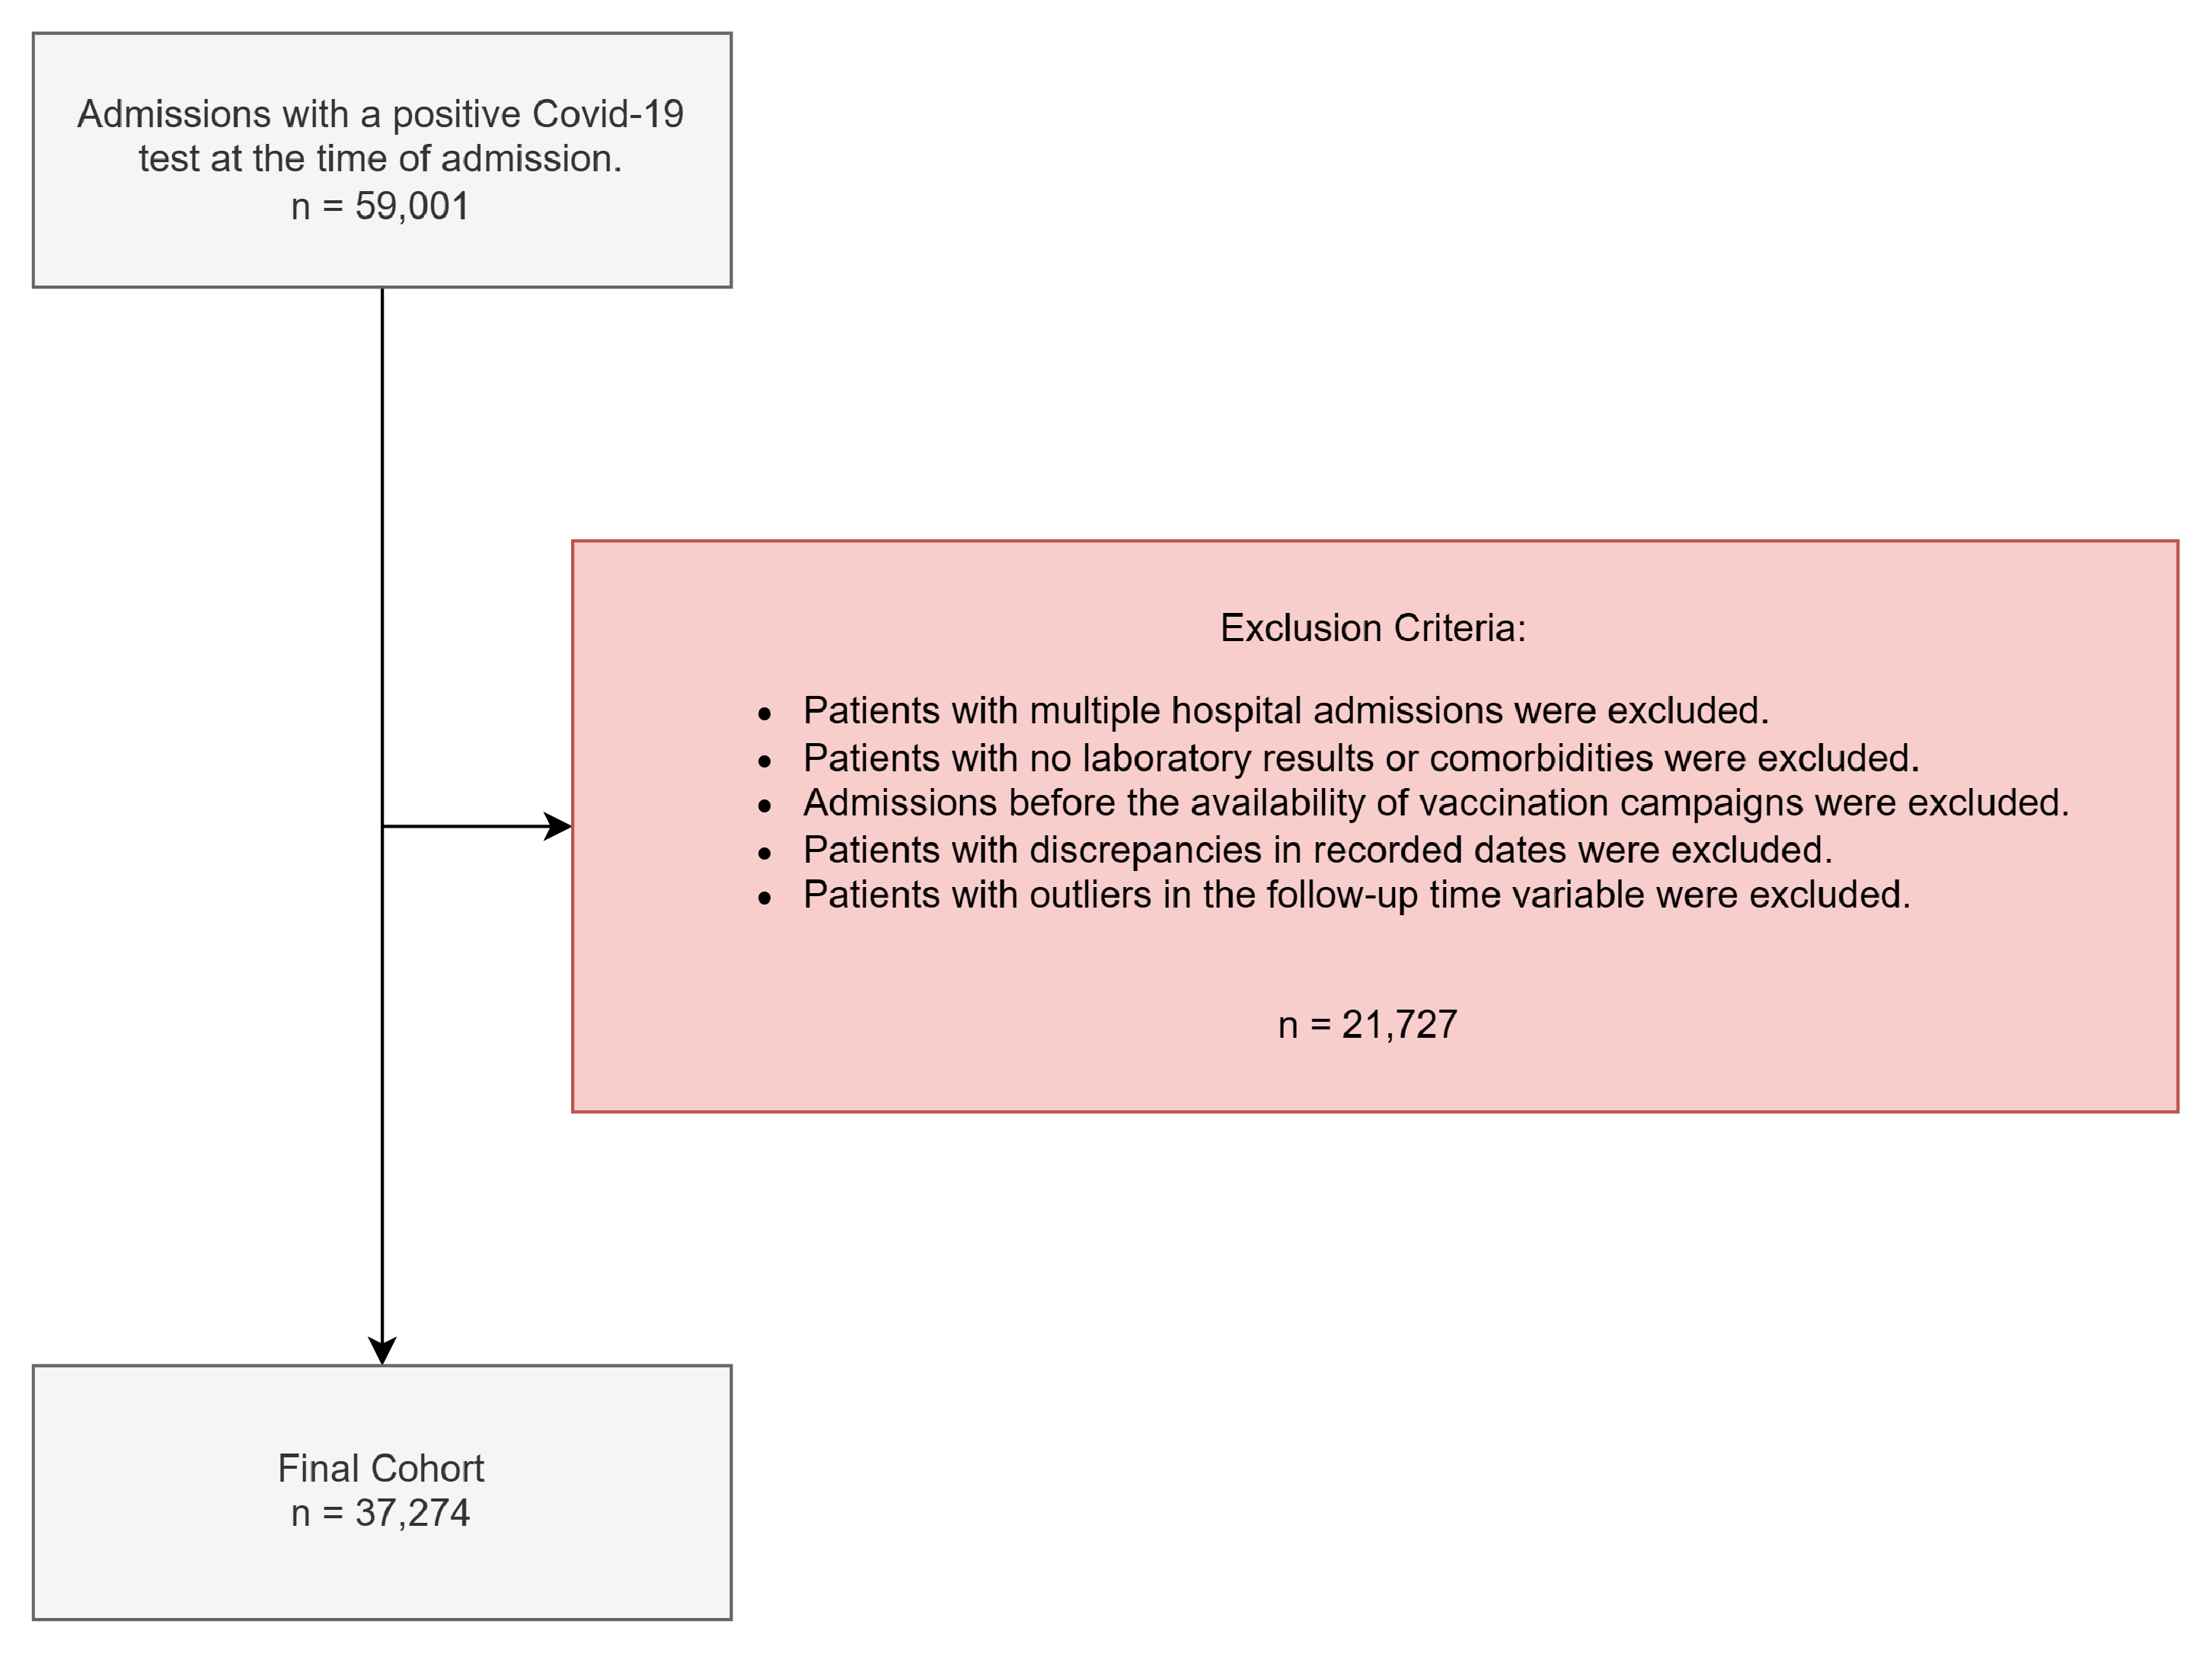 Admissions with a positive Covid-19
test at the time of admission.
n = 59,001
Exclusion Criteria:
• Patients with multiple hospital admissions were excluded.
• Patients with no laboratory results or comorbidities were excluded.
• Admissions before the availability of vaccination campaigns were excluded.
• Patients with discrepancies in recorded dates were excluded.
• Patients with outliers in the follow-up time variable were excluded.
n = 21,727
Final Cohort
n = 37,274